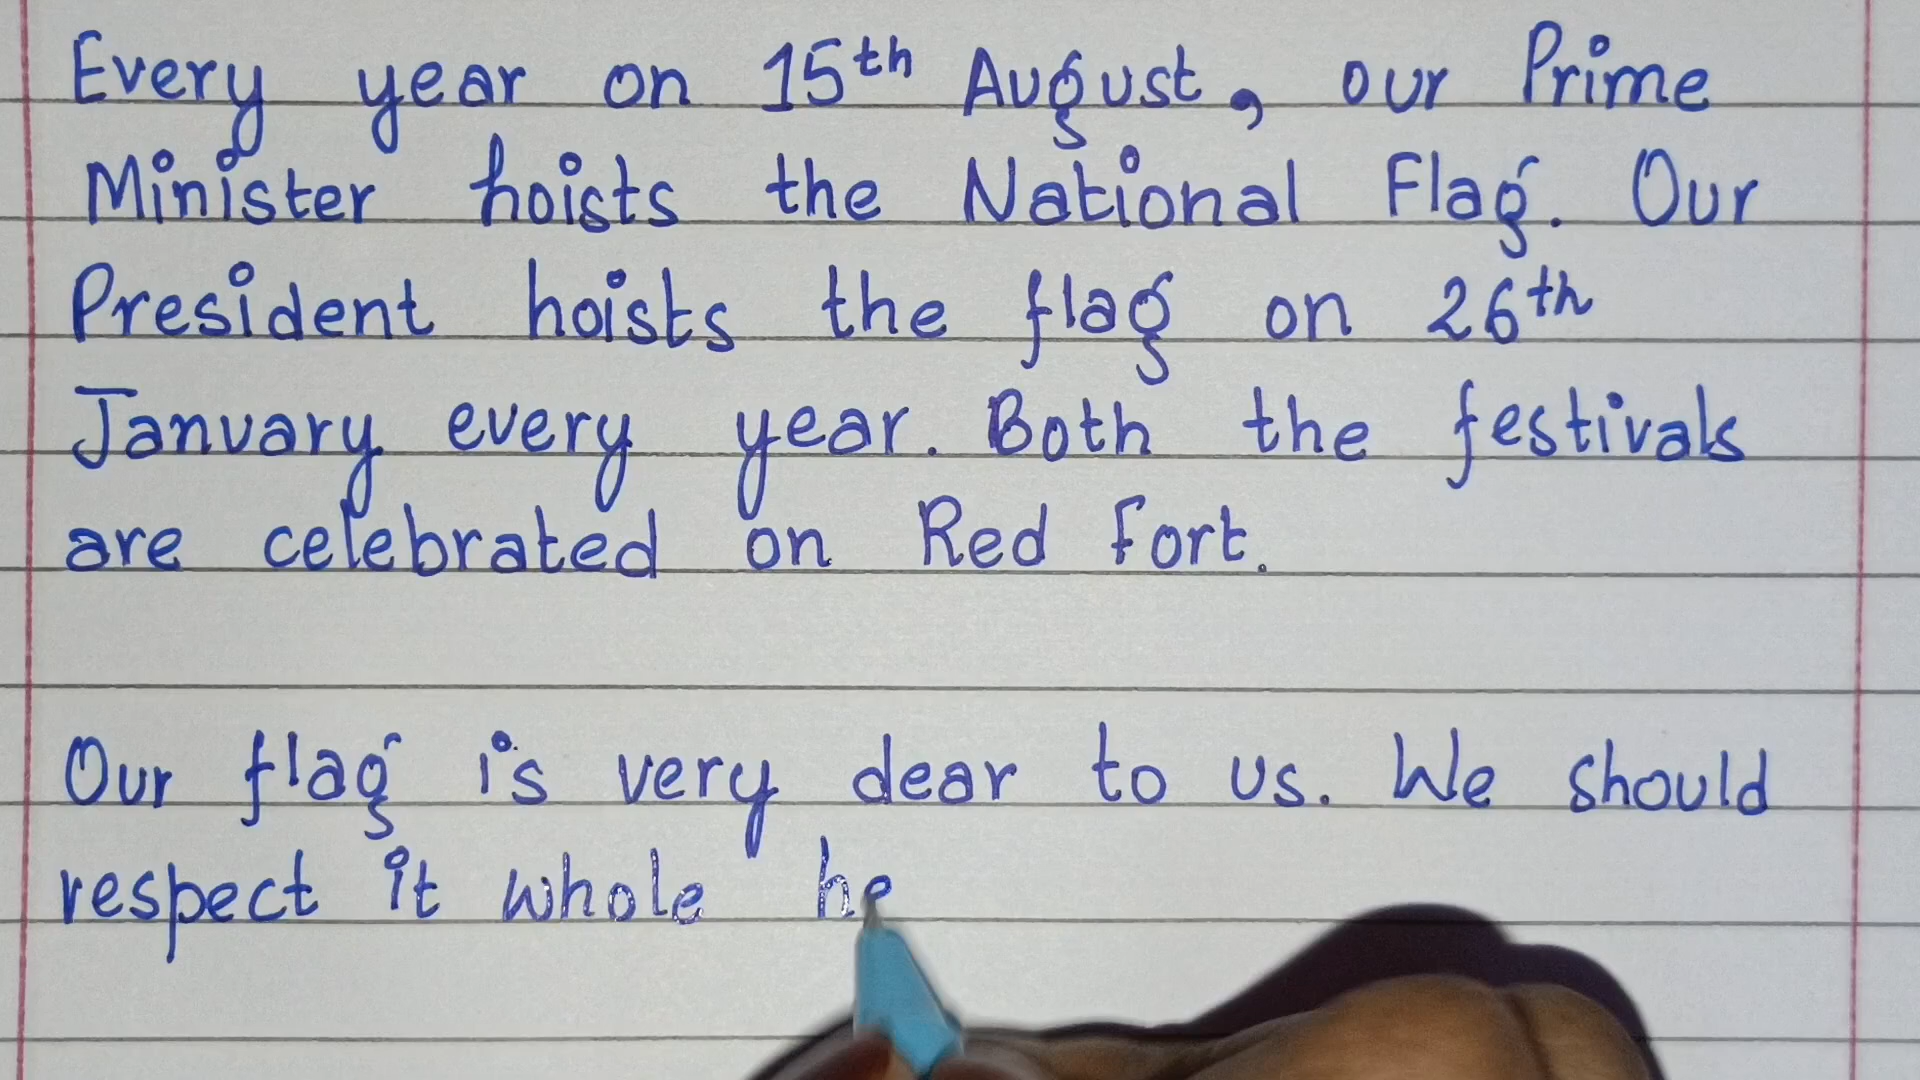 Every year on 15th August, our Prime
Minister hoists the National Flag. Our
President hoists the flag on 26th
January every year. Both the festivals
are celebrated on Red Fort.
Our flag is very dear to us. We should
respect it whole he